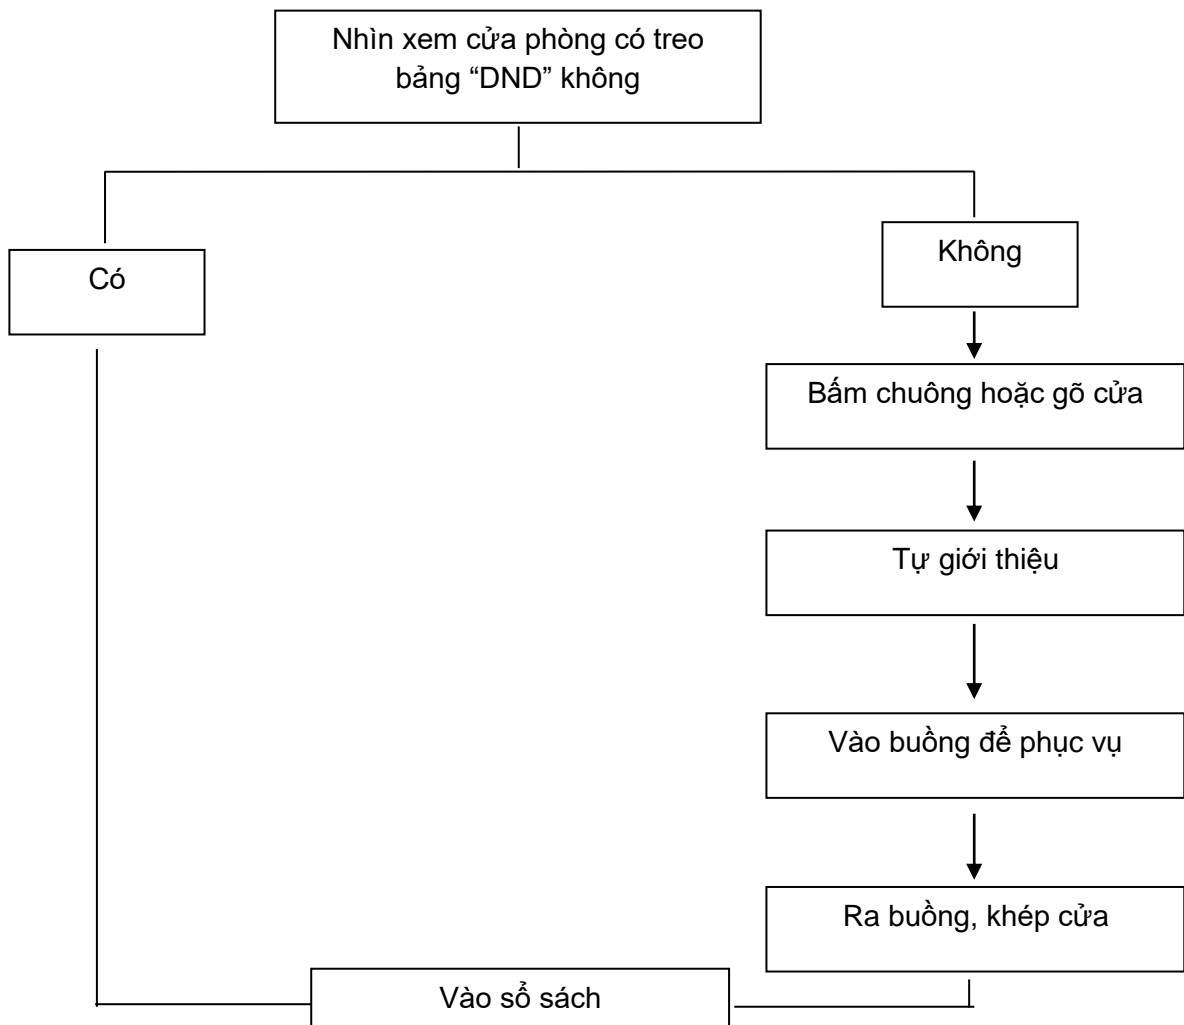 Nhìn xem cửa phòng có treo
bảng “DND” không
Có
Không
Bấm chuông hoặc gõ cửa
Tự giới thiệu
Vào buồng để phục vụ
Ra buồng, khép cửa
Vào sổ sách